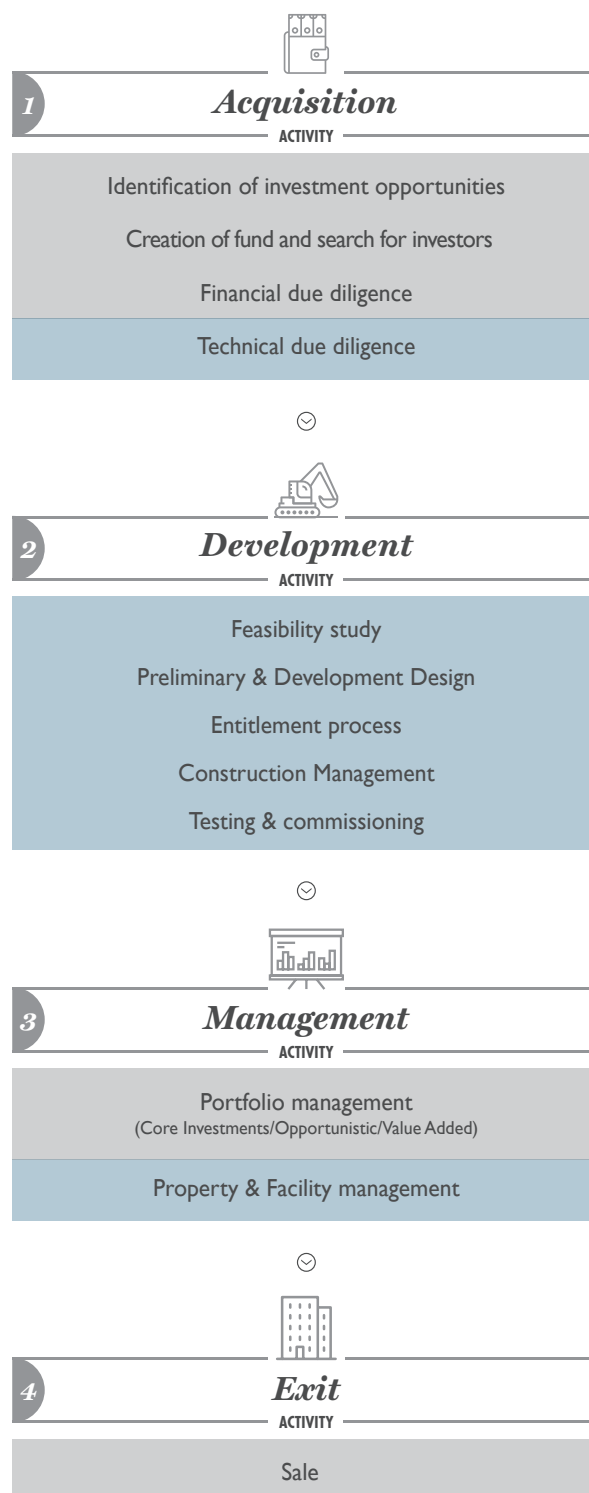 1
Acquisition
ACTIVITY
Identification of investment opportunities
Creation of fund and search for investors
Financial due diligence
Technical due diligence
2
Development
ACTIVITY
Feasibility study
Preliminary & Development Design
Entitlement process
Construction Management
Testing & commissioning
3
Management
ACTIVITY
Portfolio management
(Core Investments/Opportunistic/Value Added)
Property & Facility management
4
Exit
ACTIVITY
Sale